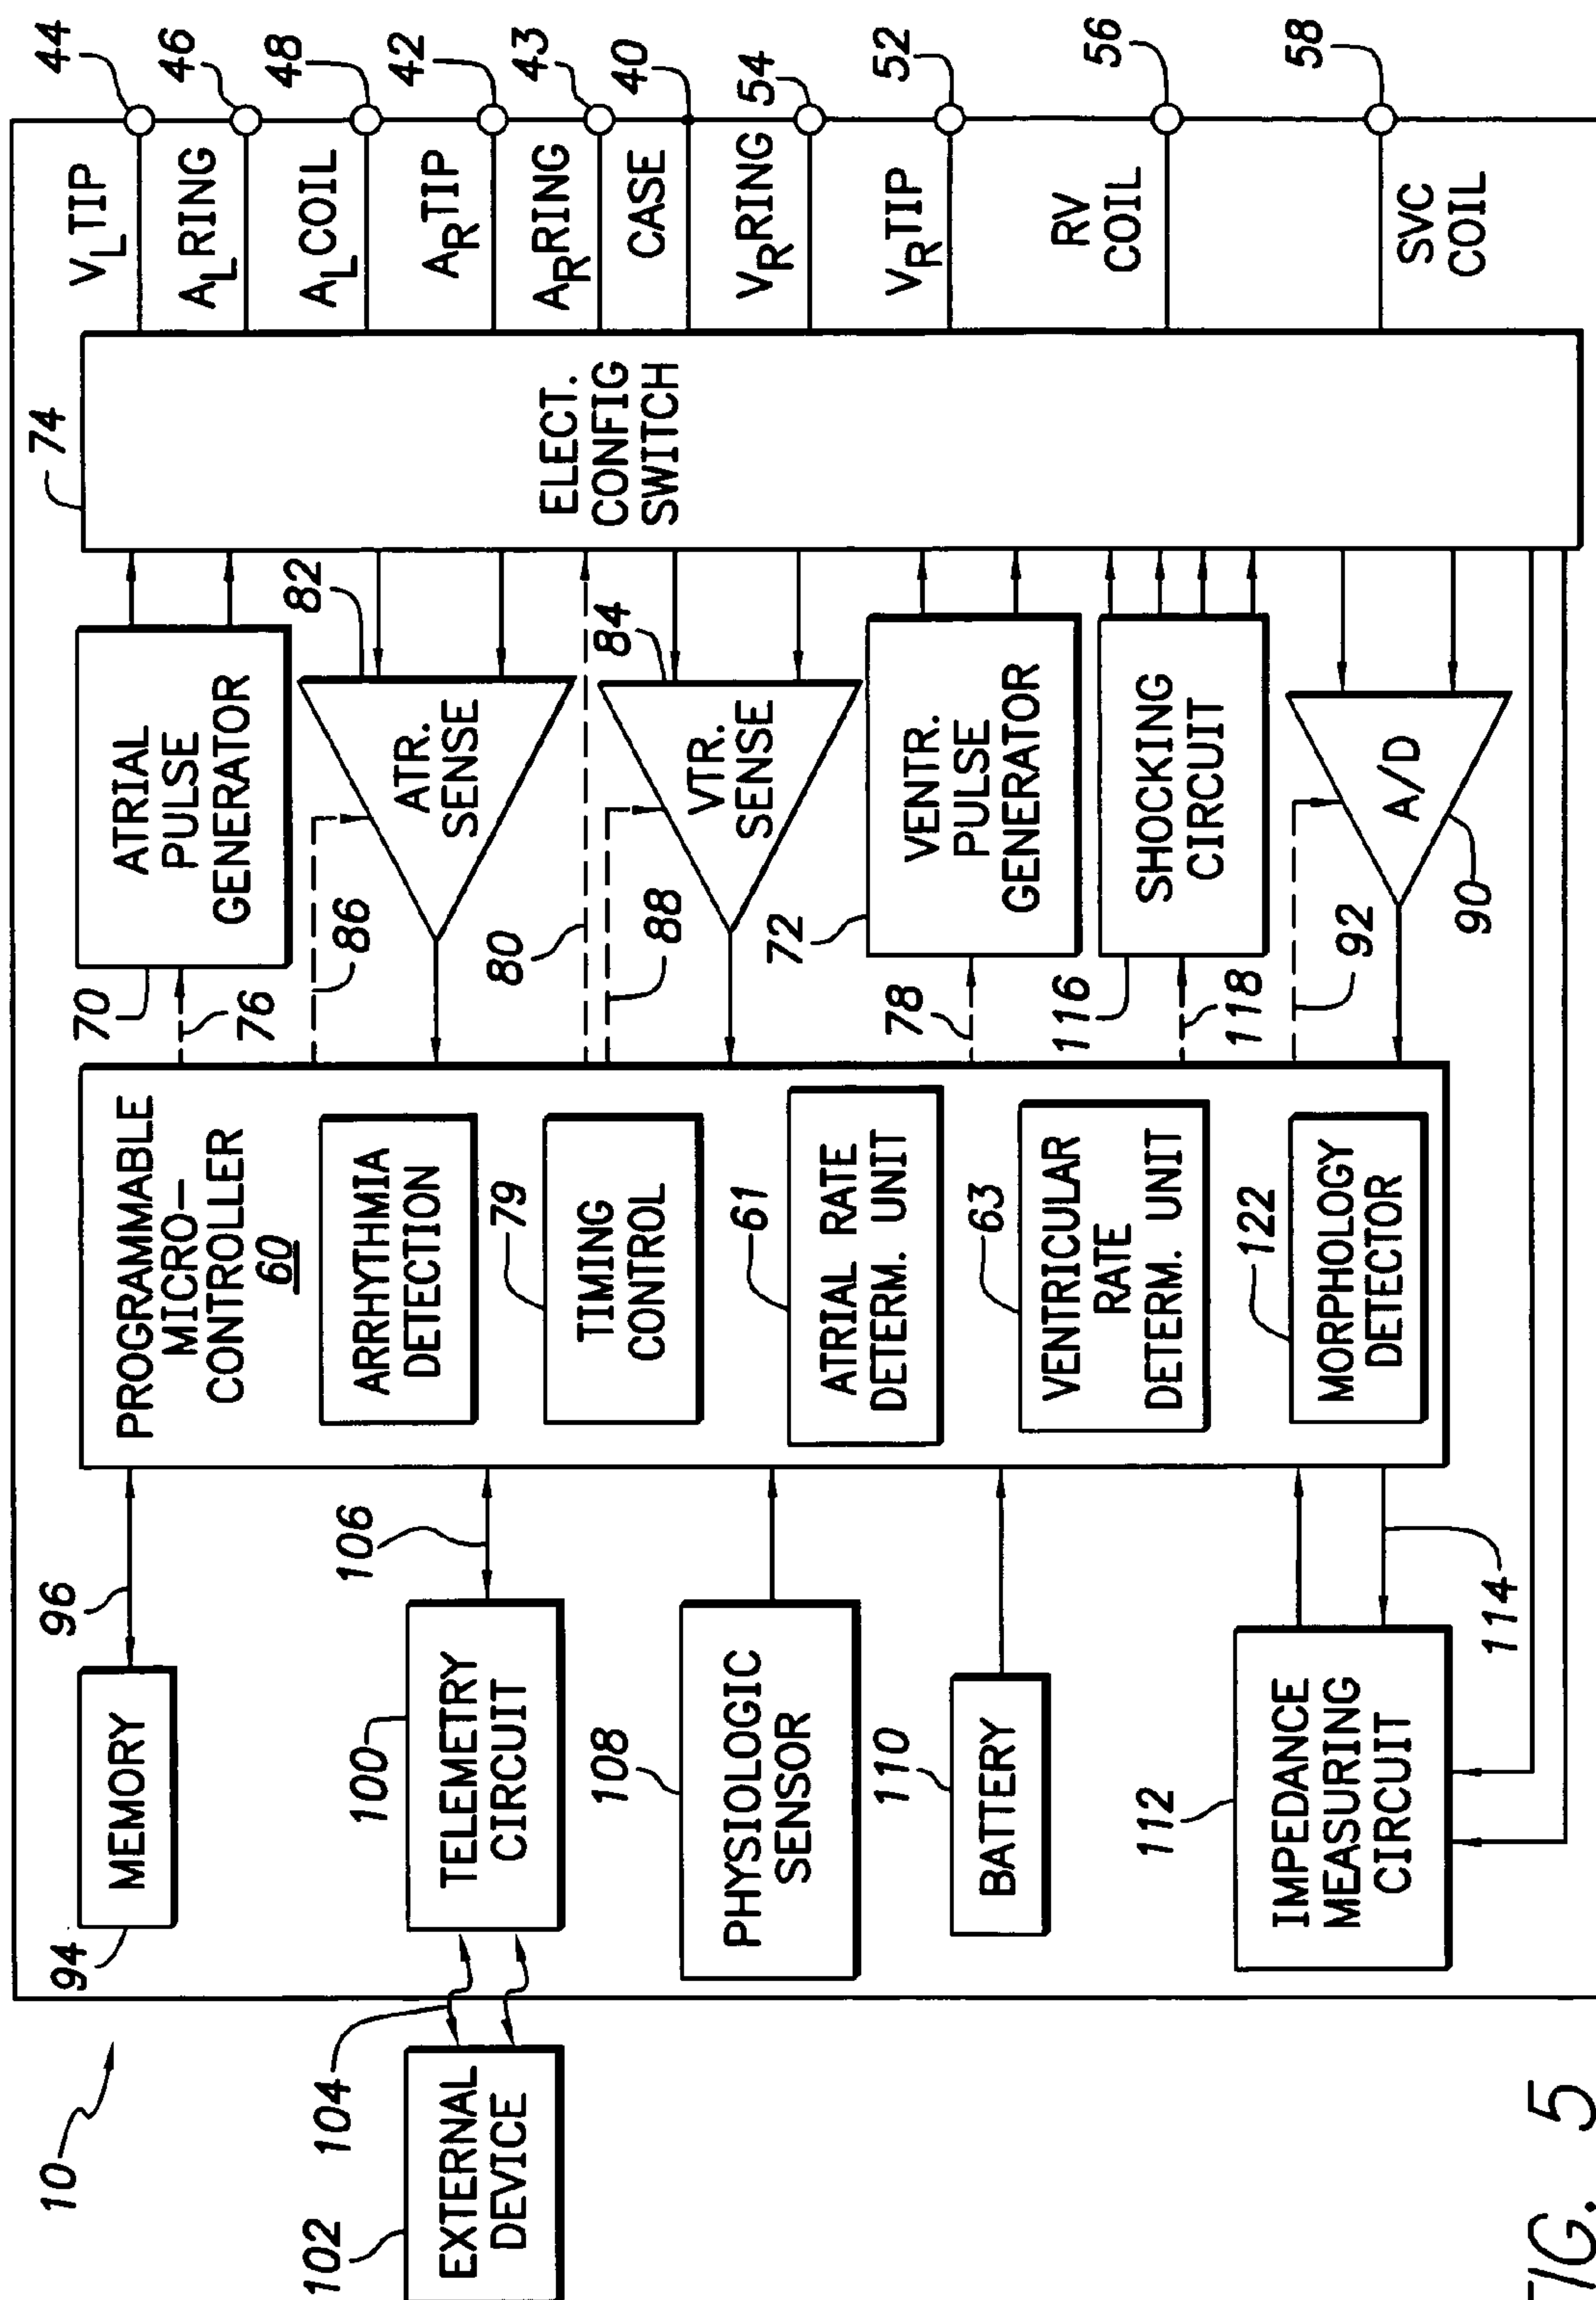 10
102
EXTERNAL
DEVICE
104
94
MEMORY
96
100
TELEMETRY
CIRCUIT
106
108
PHYSIOLOGIC
SENSOR
110
BATTERY
112
IMPEDANCE
MEASURING
CIRCUIT
114
PROGRAMMABLE
MICRO-
CONTROLLER
60
ARRHYTHMIA
DETECTION
79
TIMING
CONTROL
61
ATRIAL RATE
DETERM. UNIT
63
VENTRICULAR
RATE
DETERM. UNIT
122
MORPHOLOGY
DETECTOR
70
76
ATRIAL
PULSE
GENERATOR
86
82
ATR.
SENSE
80
88
84
VTR.
SENSE
72
78
VENTR.
PULSE
GENERATOR
116
118
SHOCKING
CIRCUIT
92
A/D
90
74
ELECT.
CONFIG
SWITCH
VLTIP
44
ALRING
46
ALCOIL
48
ARTIP
42
ARRING
43
CASE
40
VRRING
54
VRTIP
52
RV
COIL
56
SVC
COIL
58
FIG. 5